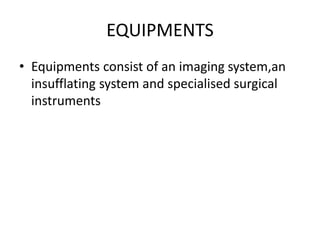 EQUIPMENTS
• Equipments consist of an imaging system,an
insufflating system and specialised surgical
instruments